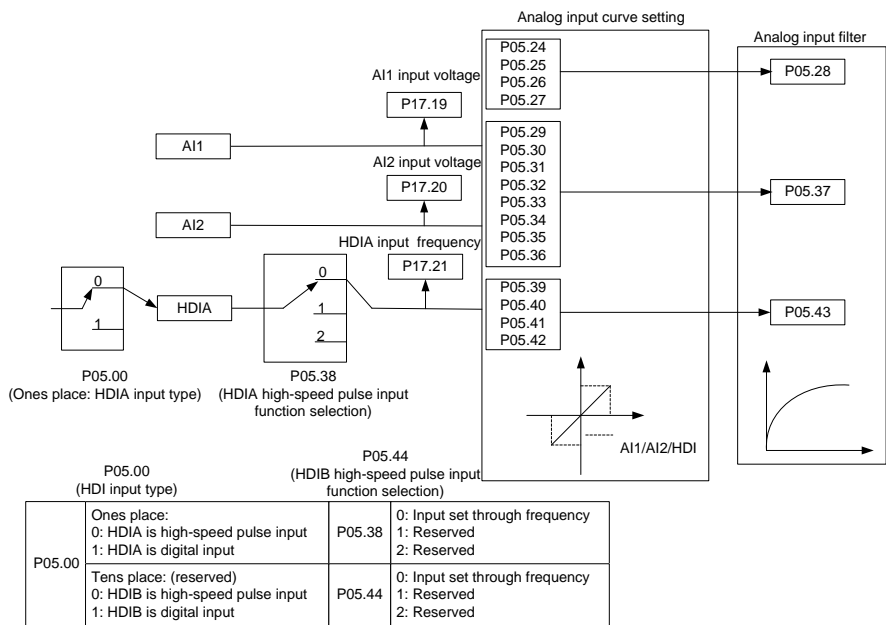 Analog input curve setting
Analog input filter
P05.24
P05.25
P05.26
P05.27
P05.28
AI1 input voltage
P17.19
AI1
P05.29
P05.30
P05.31
P05.32
P05.33
P05.34
P05.35
P05.36
P05.37
AI2 input voltage
P17.20
AI2
HDIA input frequency
P17.21
0
1
HDIA
0
1
2
P05.39
P05.40
P05.41
P05.42
P05.43
P05.00
(Ones place: HDIA input type)
P05.38
(HDIA high-speed pulse input
function selection)
AI1/AI2/HDI
P05.00
(HDI input type)
P05.44
(HDIB high-speed pulse input
function selection)
P05.00
Ones place:
0: HDIA is high-speed pulse input
1: HDIA is digital input
P05.38
0: Input set through frequency
1: Reserved
2: Reserved
Tens place: (reserved)
0: HDIB is high-speed pulse input
1: HDIB is digital input
P05.44
0: Input set through frequency
1: Reserved
2: Reserved